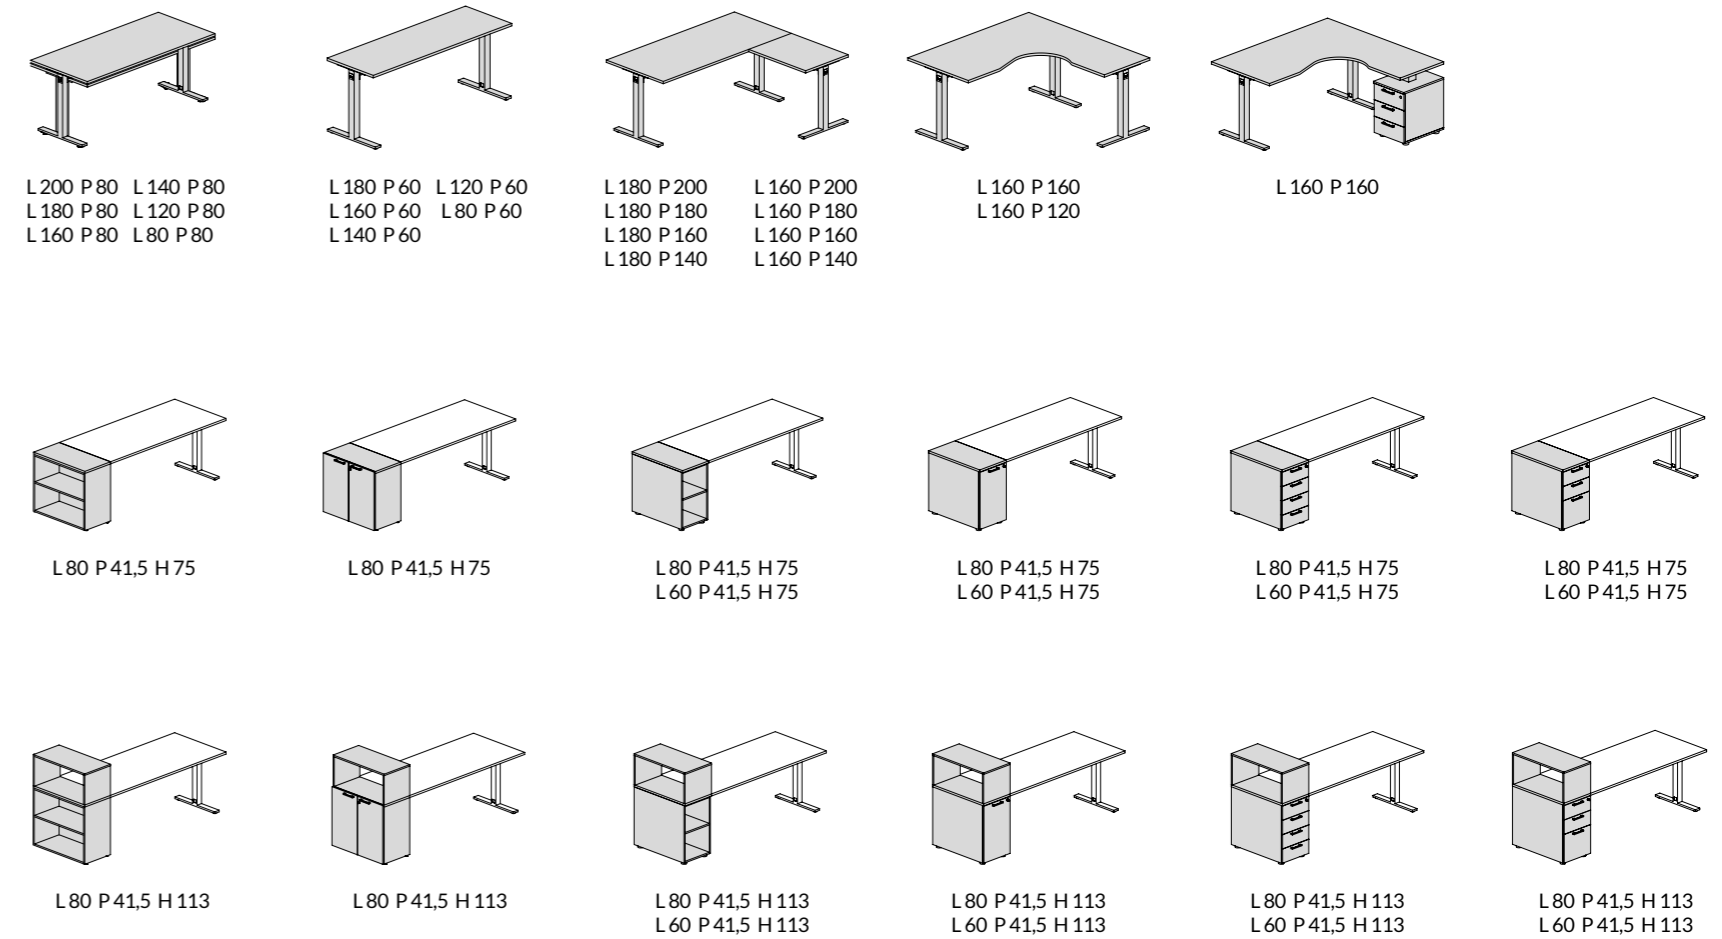 L 200 P 80 L 140 P 80
L 180 P 80 L 120 P 80
L 160 P 80 L 80 P 80
L 180 P 60 L 120 P 60
L 160 P 60 L 80 P 60
L 140 P 60
L 180 P 200 L 160 P 200
L 180 P 180 L 160 P 180
L 180 P 160 L 160 P 160
L 180 P 140 L 160 P 140
L 160 P 160
L 160 P 120
L 160 P 160
L 80 P 41,5 H 75
L 80 P 41,5 H 75
L 80 P 41,5 H 75
L 60 P 41,5 H 75
L 80 P 41,5 H 75
L 60 P 41,5 H 75
L 80 P 41,5 H 75
L 60 P 41,5 H 75
L 80 P 41,5 H 75
L 60 P 41,5 H 75
L 80 P 41,5 H 113
L 80 P 41,5 H 113
L 80 P 41,5 H 113
L 60 P 41,5 H 113
L 80 P 41,5 H 113
L 60 P 41,5 H 113
L 80 P 41,5 H 113
L 60 P 41,5 H 113
L 80 P 41,5 H 113
L 60 P 41,5 H 113